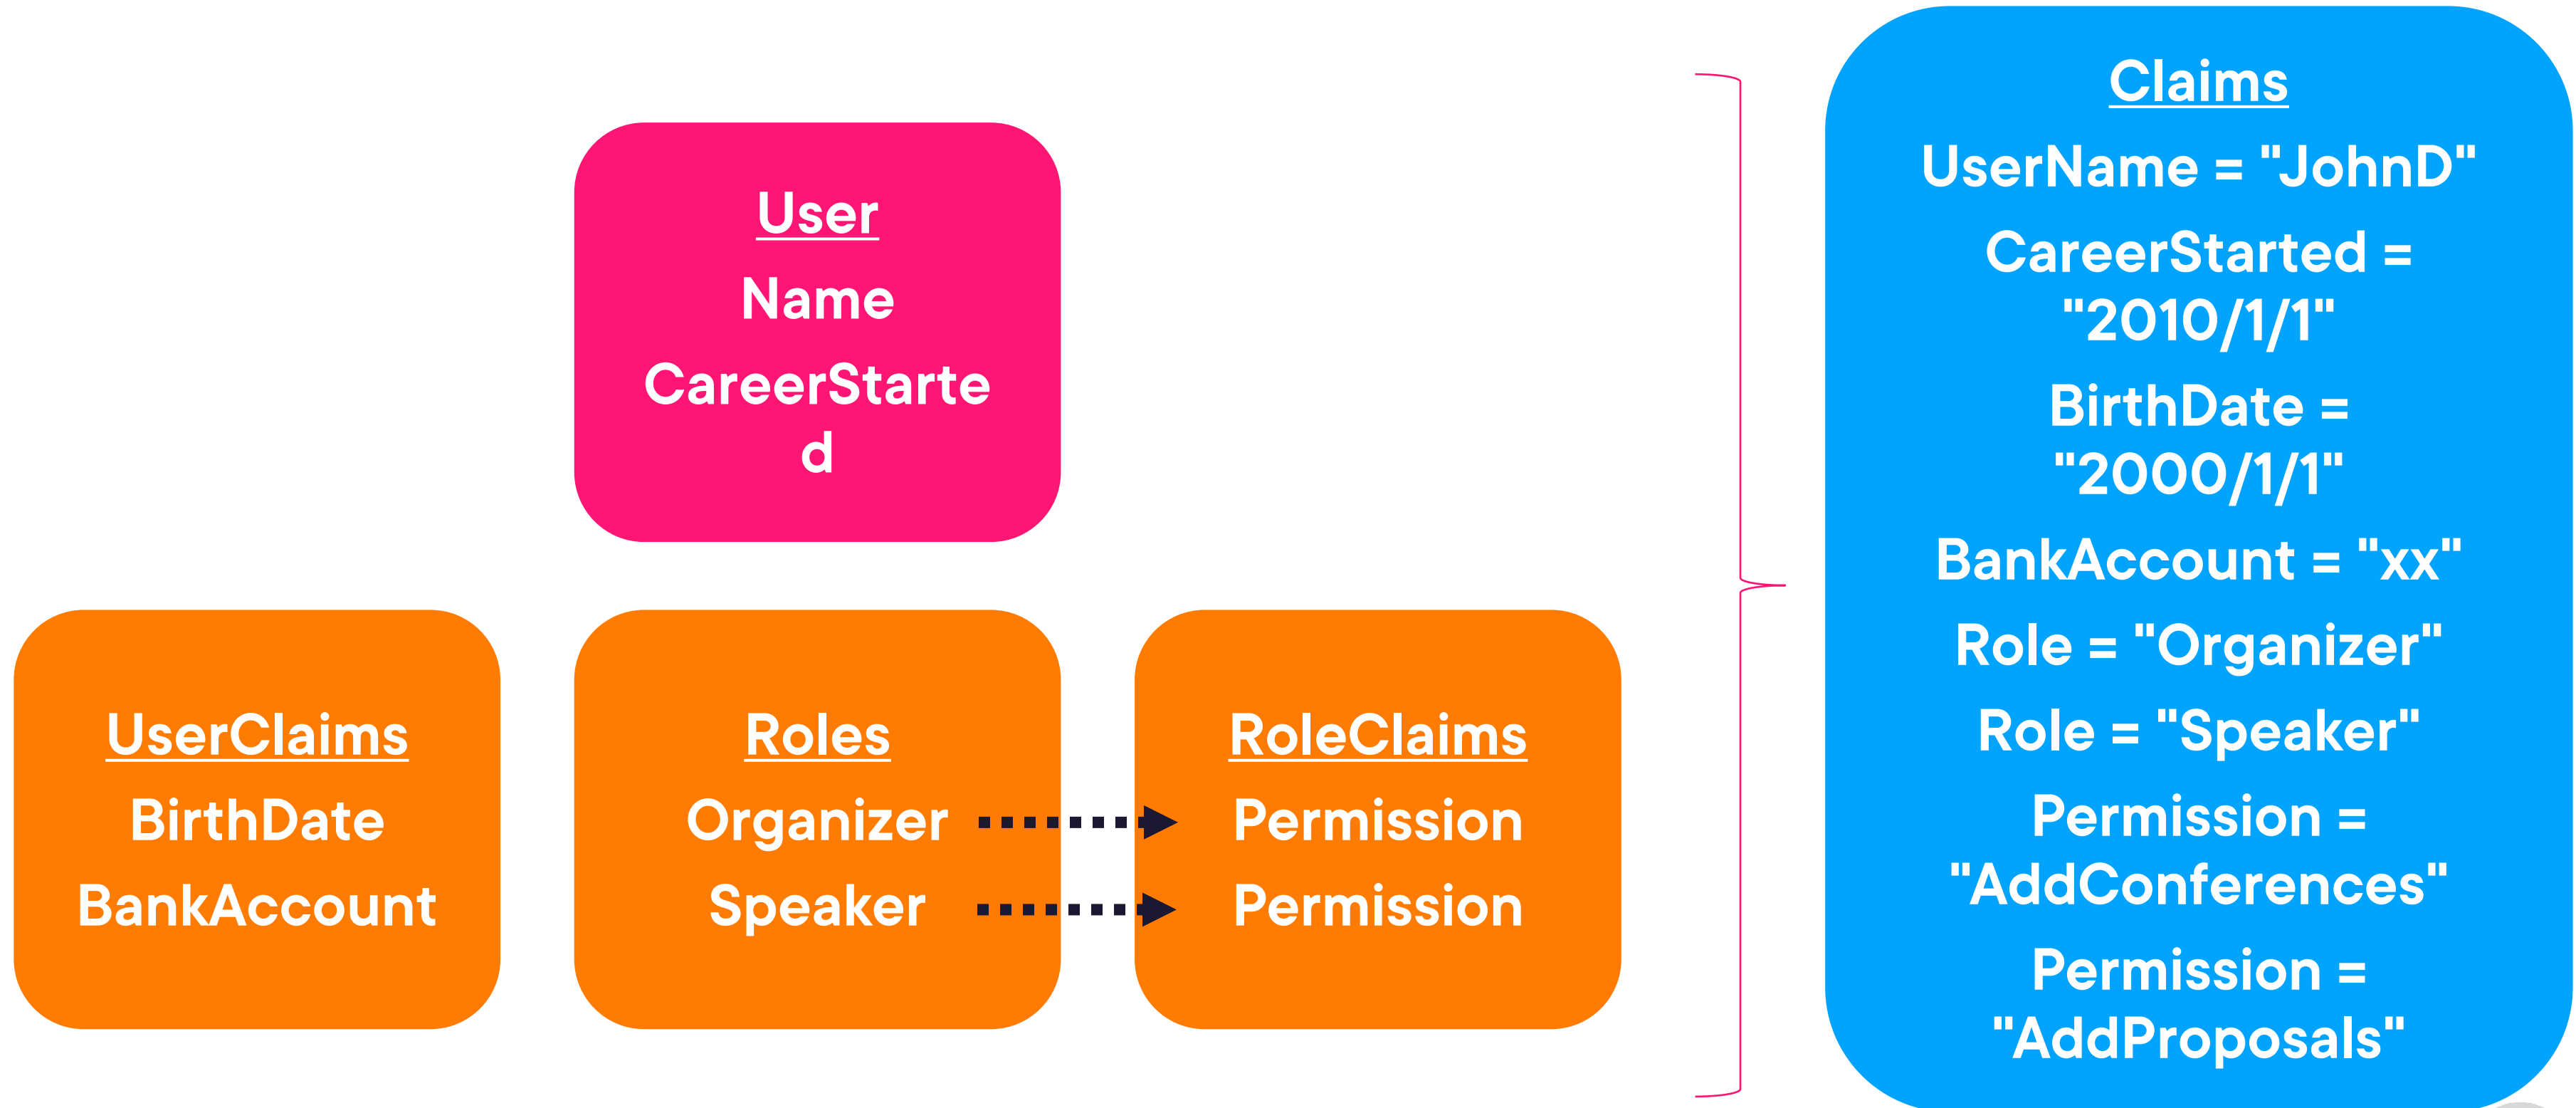 User
Name
CareerStarte
d
UserClaims
BirthDate
BankAccount
Roles
Organizer
Speaker
RoleClaims
Permission
Permission
Claims
UserName = "JohnD"
CareerStarted =
"2010/1/1"
BirthDate =
"2000/1/1"
BankAccount = "xx"
Role = "Organizer"
Role = "Speaker"
Permission =
"AddConferences"
Permission =
"AddProposals"